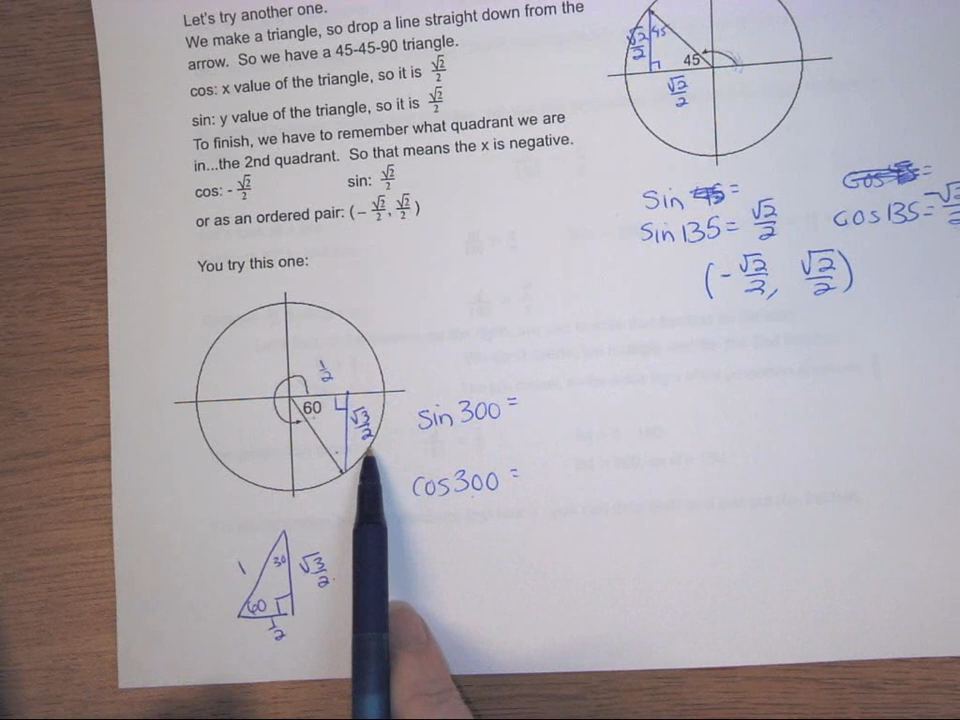 Let's try another one.
We make a triangle, so drop a line straight down from the
arrow. So we have a 45-45-90 triangle.
cos: x value of the triangle, so it is √2/2
sin: y value of the triangle, so it is √2/2
To finish, we have to remember what quadrant we are
in...the 2nd quadrant. So that means the x is negative.
cos: -√2/2 sin: √2/2
or as an ordered pair: (-√2/2, √2/2)
You try this one:
√2/2 45
45
√2/2
Sin 45 =
Cos 45 =
Sin 135 = √2/2
cos 135 = -√2/2
(-√2/2, √2/2)
1/2
60
√3/2
sin 300 =
cos 300 =
1
30
√3/2
60
1/2